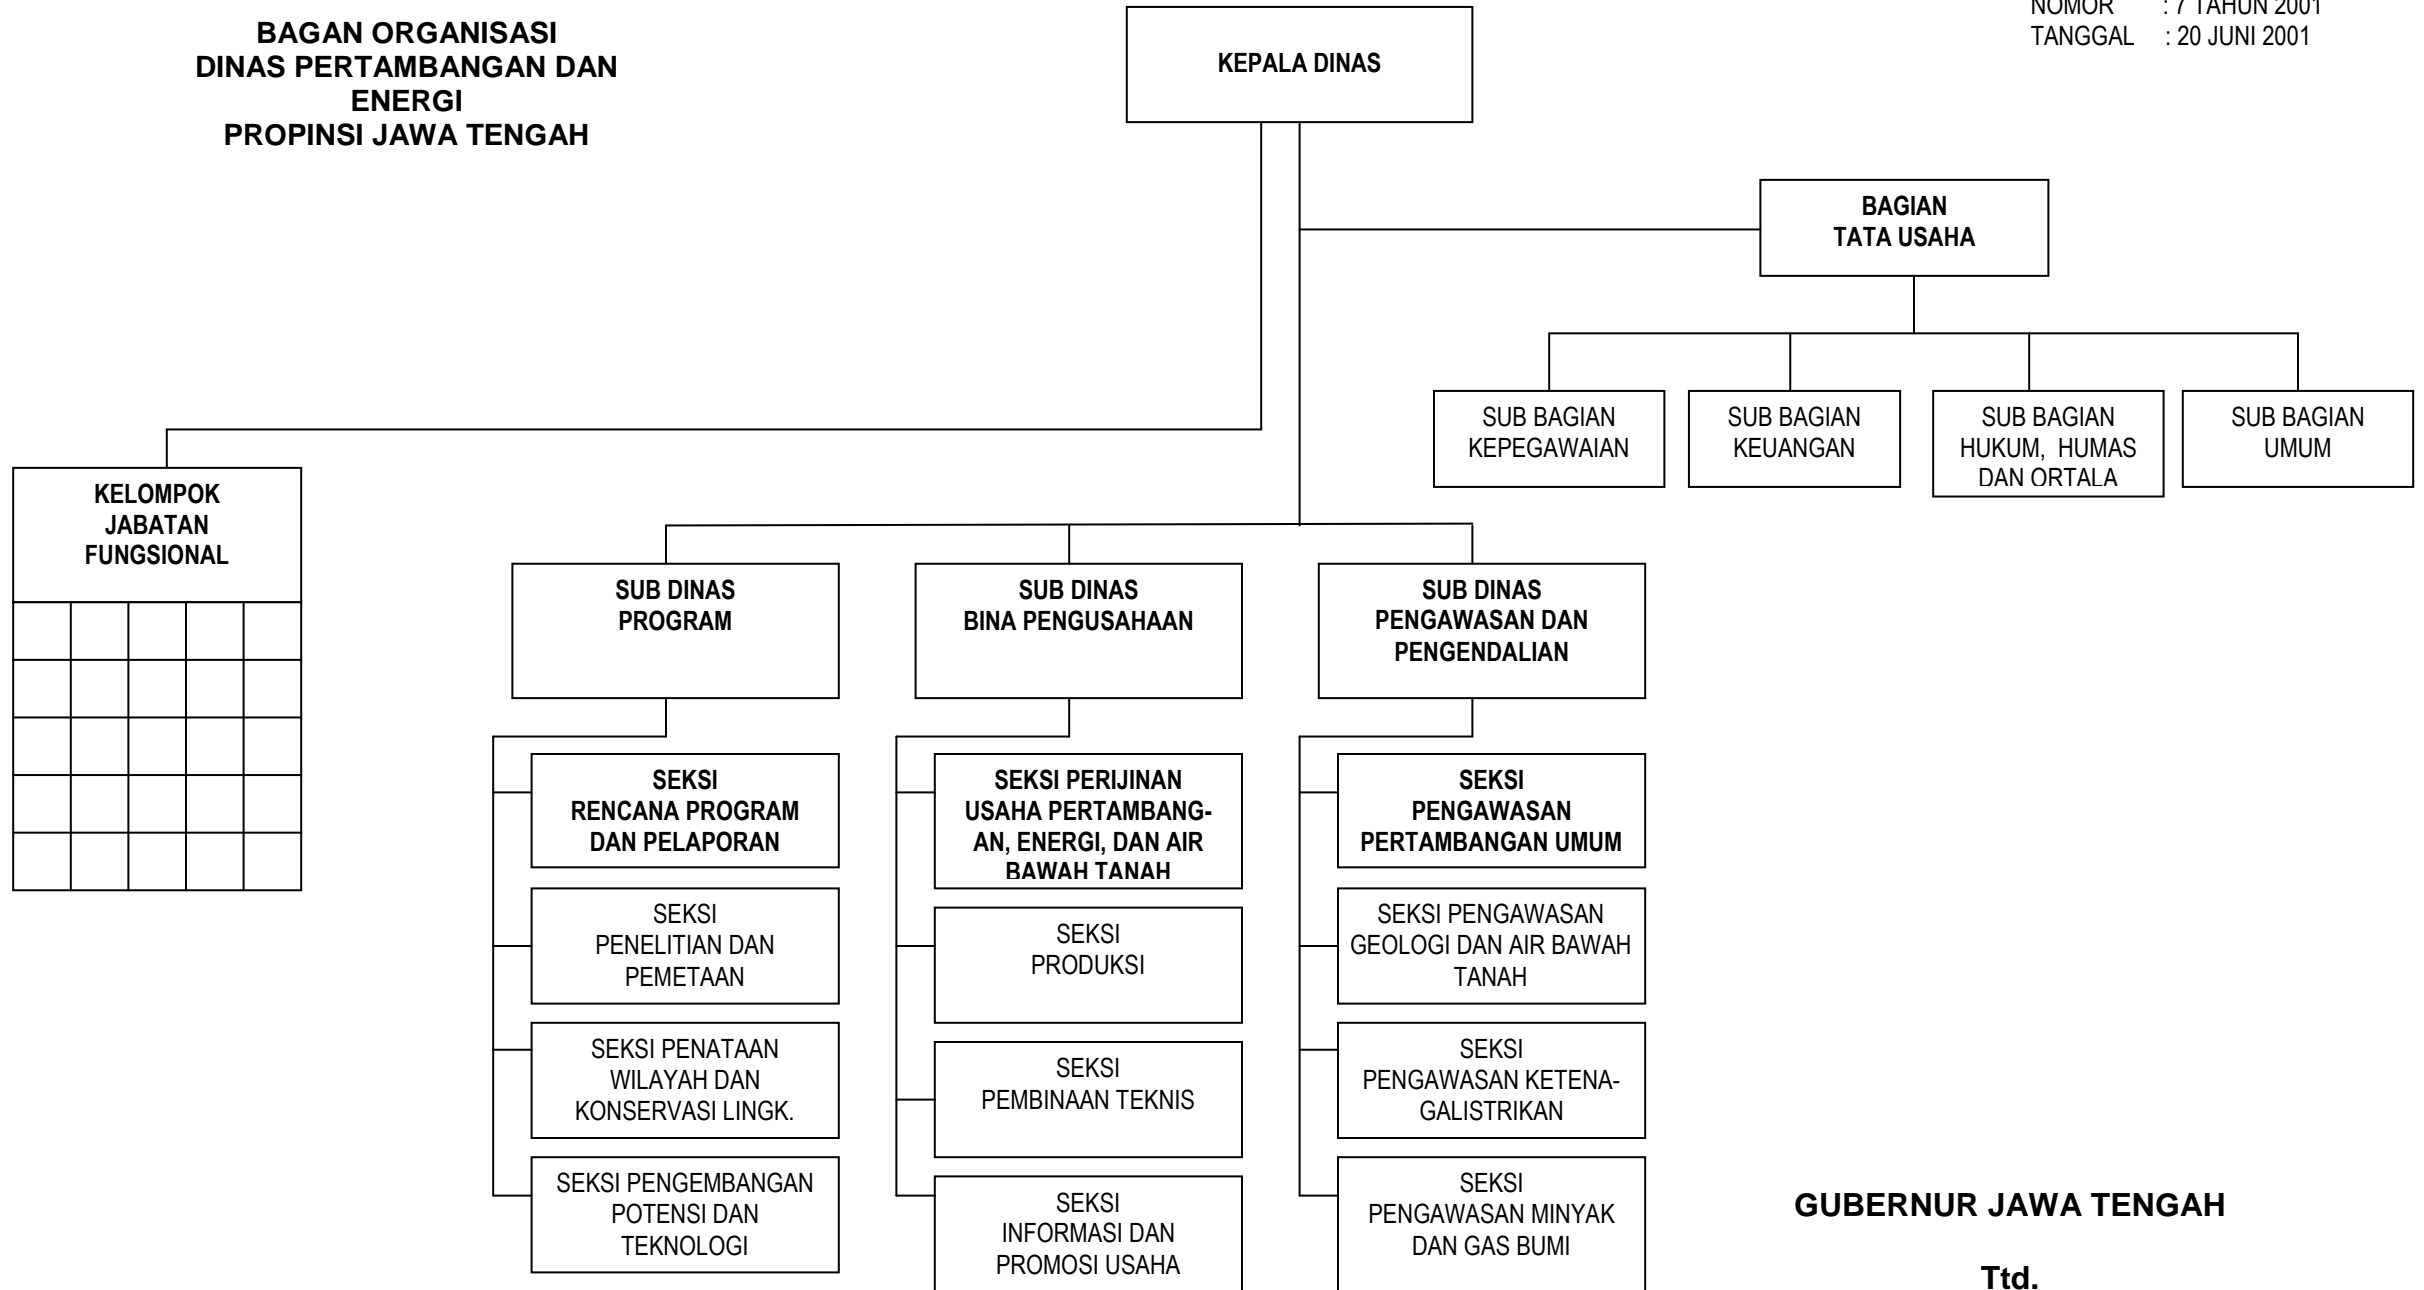 BAGAN ORGANISASI
DINAS PERTAMBANGAN DAN
ENERGI
PROPINSI JAWA TENGAH
KEPALA DINAS
NOMOR : 7 TAHUN 2001
TANGGAL : 20 JUNI 2001
BAGIAN
TATA USAHA
SUB BAGIAN
KEPEGAWAIAN
SUB BAGIAN
KEUANGAN
SUB BAGIAN
HUKUM, HUMAS
DAN ORTALA
SUB BAGIAN
UMUM
KELOMPOK
JABATAN
FUNGSIONAL
SUB DINAS
PROGRAM
SUB DINAS
BINA PENGUSAHAAN
SUB DINAS
PENGAWASAN DAN
PENGENDALIAN
SEKSI
RENCANA PROGRAM
DAN PELAPORAN
SEKSI
PENELITIAN DAN
PEMETAAN
SEKSI PENATAAN
WILAYAH DAN
KONSERVASI LINGK.
SEKSI PENGEMBANGAN
POTENSI DAN
TEKNOLOGI
SEKSI PERIJINAN
USAHA PERTAMBANG-
AN, ENERGI, DAN AIR
BAWAH TANAH
SEKSI
PRODUKSI
SEKSI
PEMBINAAN TEKNIS
SEKSI
INFORMASI DAN
PROMOSI USAHA
SEKSI
PENGAWASAN
PERTAMBANGAN UMUM
SEKSI PENGAWASAN
GEOLOGI DAN AIR BAWAH
TANAH
SEKSI
PENGAWASAN KETENA-
GALISTRIKAN
SEKSI
PENGAWASAN MINYAK
DAN GAS BUMI
GUBERNUR JAWA TENGAH
Ttd.